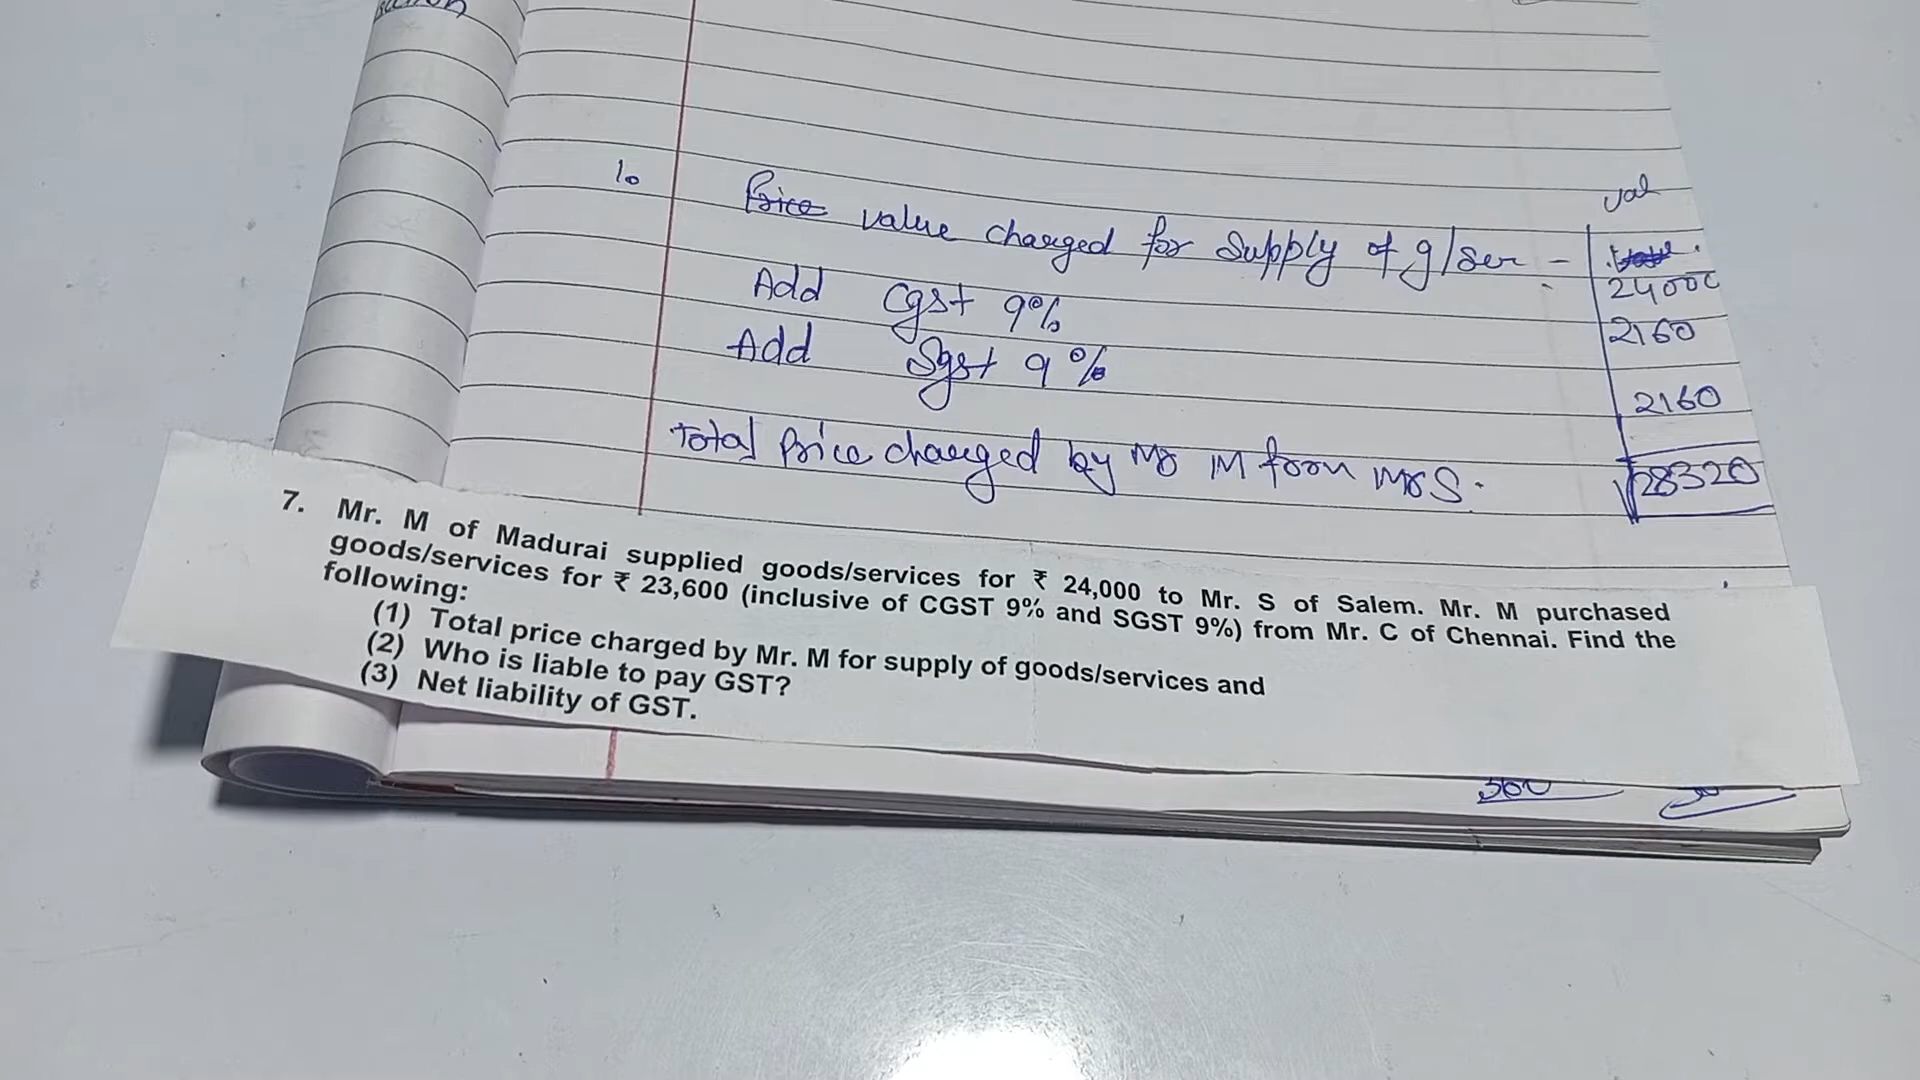 val
1. Price value charged for supply of g/ser - 24000
Add Cgst 9% 2160
Add Sgst 9% 2160
Total price charged by Mr M from Mr S. 28320
7. Mr. M of Madurai supplied goods/services for ₹ 24,000 to Mr. S of Salem. Mr. M purchased
goods/services for ₹ 23,600 (inclusive of CGST 9% and SGST 9%) from Mr. C of Chennai. Find the
following:
(1) Total price charged by Mr. M for supply of goods/services and
(2) Who is liable to pay GST?
(3) Net liability of GST.